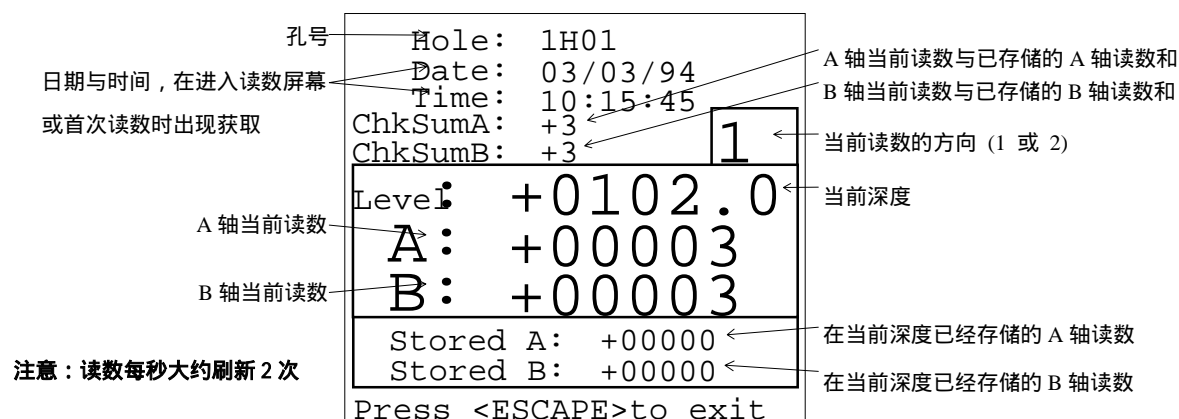 孔号
日期与时间，在进入读数屏幕
或首次读数时出现获取
A 轴当前读数
B 轴当前读数
注意：读数每秒大约刷新 2 次
Hole: 1H01
Date: 03/03/94
Time: 10:15:45
ChkSumA: +3
ChkSumB: +3
1
Level: +0102.0
A: +00003
B: +00003
Stored A: +00000
Stored B: +00000
Press <ESCAPE>to exit
A 轴当前读数与已存储的 A 轴读数和
B 轴当前读数与已存储的 B 轴读数和
当前读数的方向 (1 或 2)
当前深度
在当前深度已经存储的 A 轴读数
在当前深度已经存储的 B 轴读数